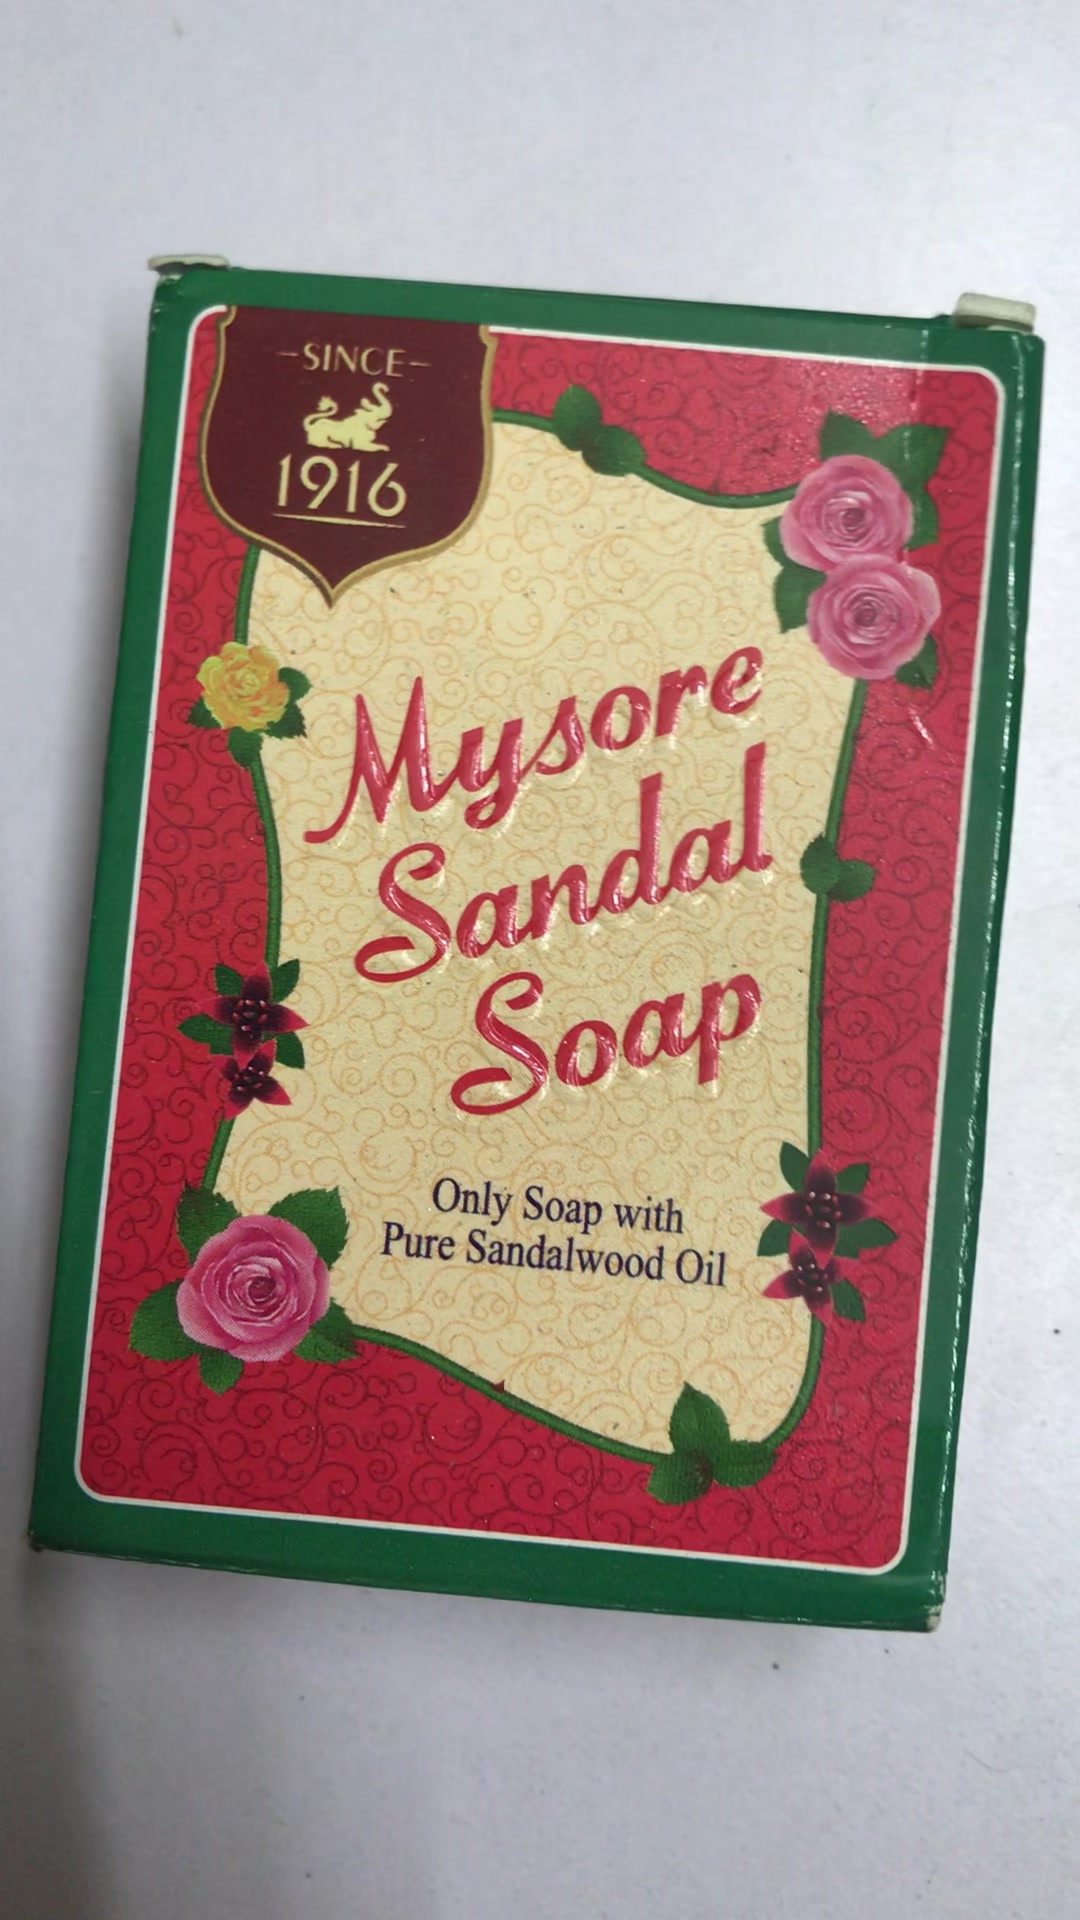 -SINCE-
1916
Mysore
Sandal
Soap
Only Soap with
Pure Sandalwood Oil